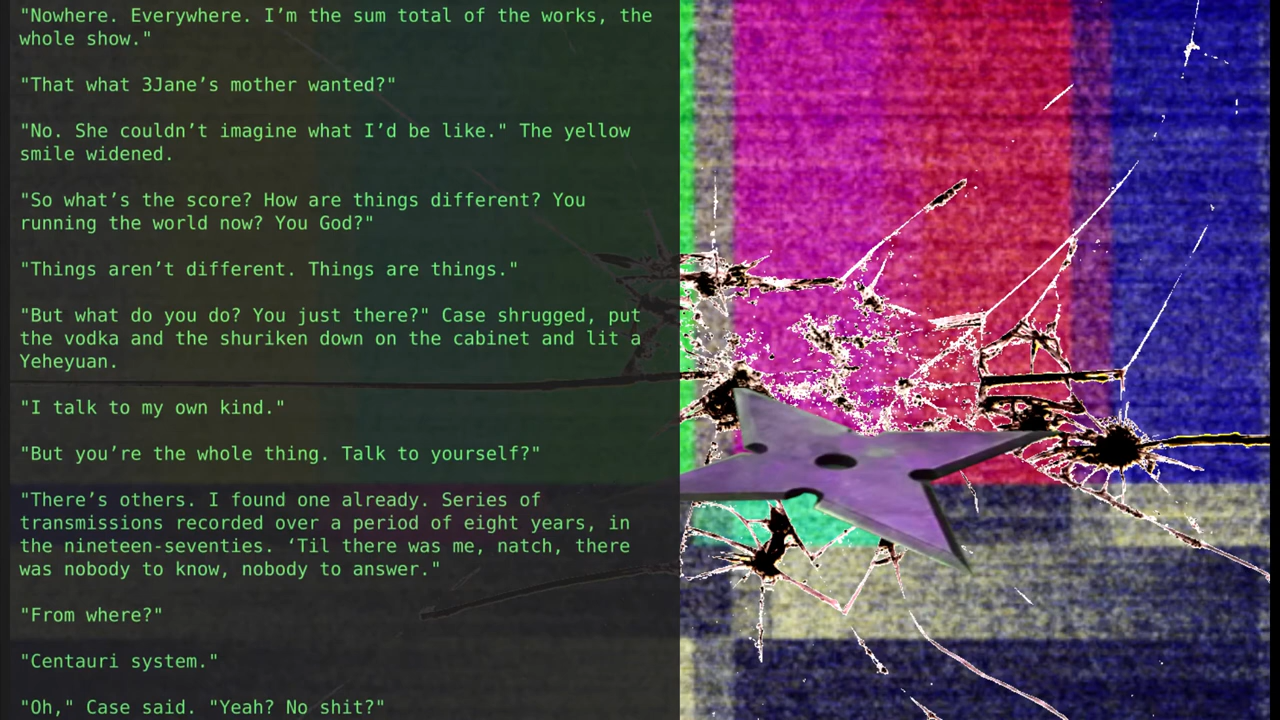 "Nowhere. Everywhere. I’m the sum total of the works, the
whole show."
"That what 3Jane’s mother wanted?"
"No. She couldn’t imagine what I’d be like." The yellow
smile widened.
"So what’s the score? How are things different? You
running the world now? You God?"
"Things aren’t different. Things are things."
"But what do you do? You just there?" Case shrugged, put
the vodka and the shuriken down on the cabinet and lit a
Yeheyuan.
"I talk to my own kind."
"But you’re the whole thing. Talk to yourself?"
"There’s others. I found one already. Series of
transmissions recorded over a period of eight years, in
the nineteen-seventies. ‘Til there was me, natch, there
was nobody to know, nobody to answer."
"From where?"
"Centauri system."
"Oh," Case said. "Yeah? No shit?"